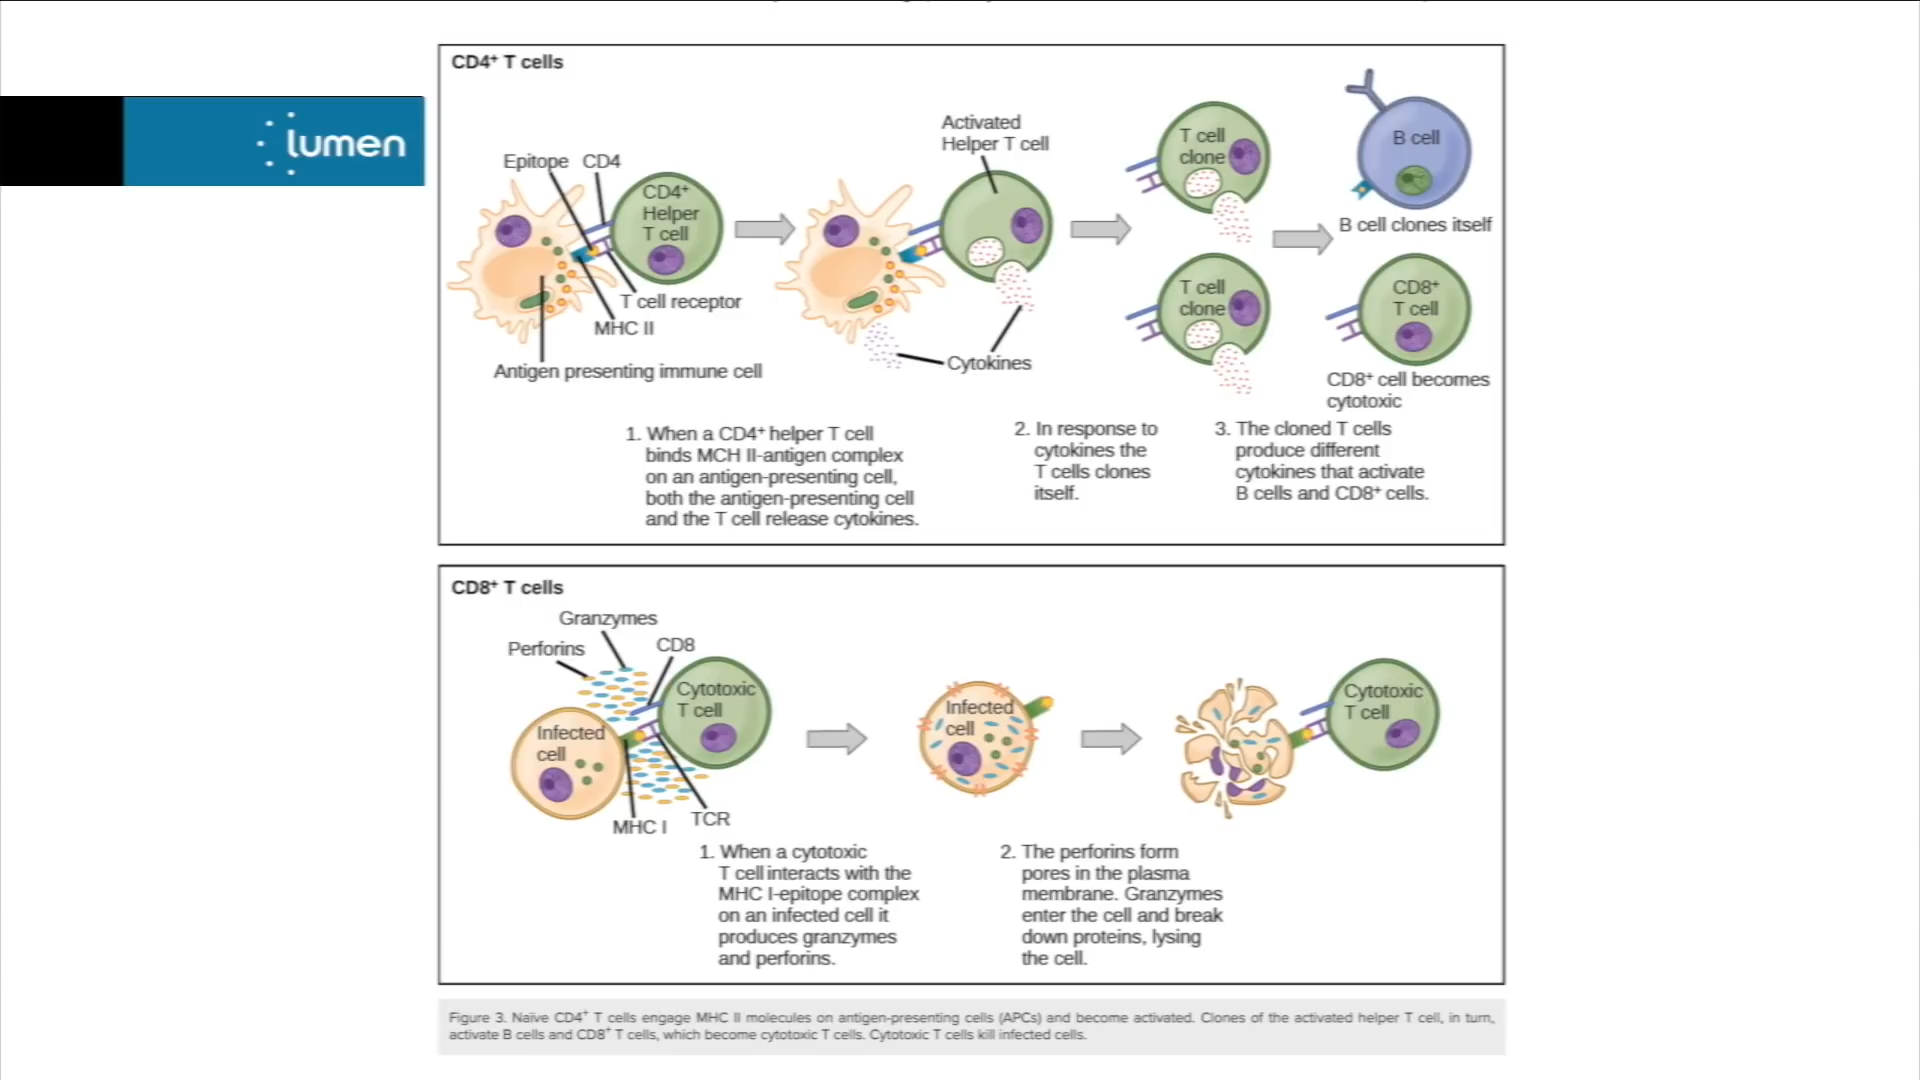 lumen
CD4⁺ T cells
Epitope CD4
CD4⁺
Helper
T cell
T cell receptor
MHC II
Antigen presenting immune cell
Activated
Helper T cell
Cytokines
T cell
clone
T cell
clone
B cell
B cell clones itself
CD8⁺
T cell
CD8⁺ cell becomes
cytotoxic
1. When a CD4⁺ helper T cell
binds MCH II-antigen complex
on an antigen-presenting cell,
both the antigen-presenting cell
and the T cell release cytokines.
2. In response to
cytokines the
T cells clones
itself.
3. The cloned T cells
produce different
cytokines that activate
B cells and CD8⁺ cells.
CD8⁺ T cells
Granzymes
Perforins
CD8
Cytotoxic
T cell
Infected
cell
MHC I
TCR
Infected
cell
Cytotoxic
T cell
1. When a cytotoxic
T cell interacts with the
MHC I-epitope complex
on an infected cell it
produces granzymes
and perforins.
2. The perforins form
pores in the plasma
membrane. Granzymes
enter the cell and break
down proteins, lysing
the cell.
Figure 3. Naïve CD4⁺ T cells engage MHC II molecules on antigen-presenting cells (APCs) and become activated. Clones of the activated helper T cell, in turn,
activate B cells and CD8⁺ T cells, which become cytotoxic T cells. Cytotoxic T cells kill infected cells.